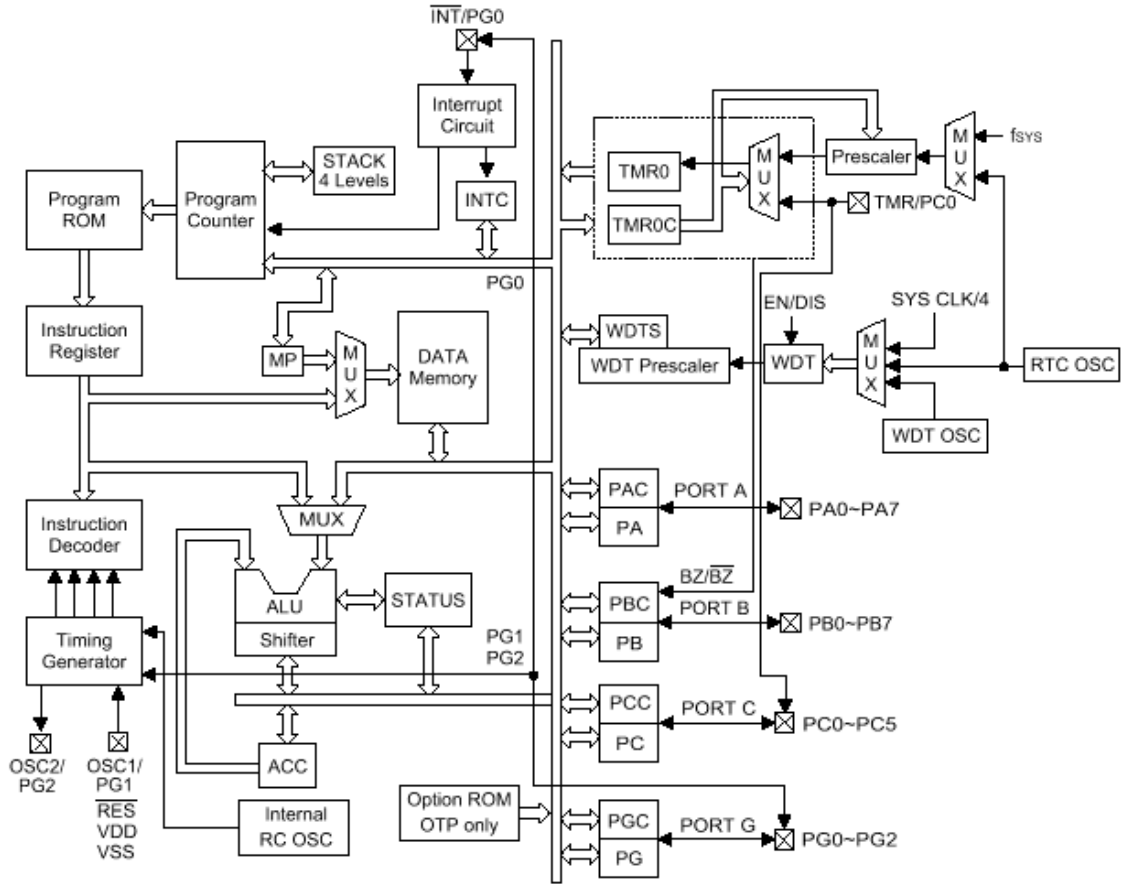 INT/PG0
Interrupt
Circuit
INTC
STACK
4 Levels
Program
ROM
Program
Counter
PG0
Instruction
Register
MP
MUX
DATA
Memory
MUX
Instruction
Decoder
ALU
Shifter
STATUS
Timing
Generator
PG1
PG2
OSC2/
PG2
OSC1/
PG1
RES
VDD
VSS
ACC
Internal
RC OSC
Option ROM
OTP only
TMR0
TMR0C
MUX
Prescaler
MUX
fSYS
TMR/PC0
EN/DIS
SYS CLK/4
WDTS
WDT Prescaler
WDT
MUX
RTC OSC
WDT OSC
PAC
PA
PORT A
PA0~PA7
BZ/BZ
PBC
PB
PORT B
PB0~PB7
PCC
PC
PORT C
PC0~PC5
PGC
PG
PORT G
PG0~PG2